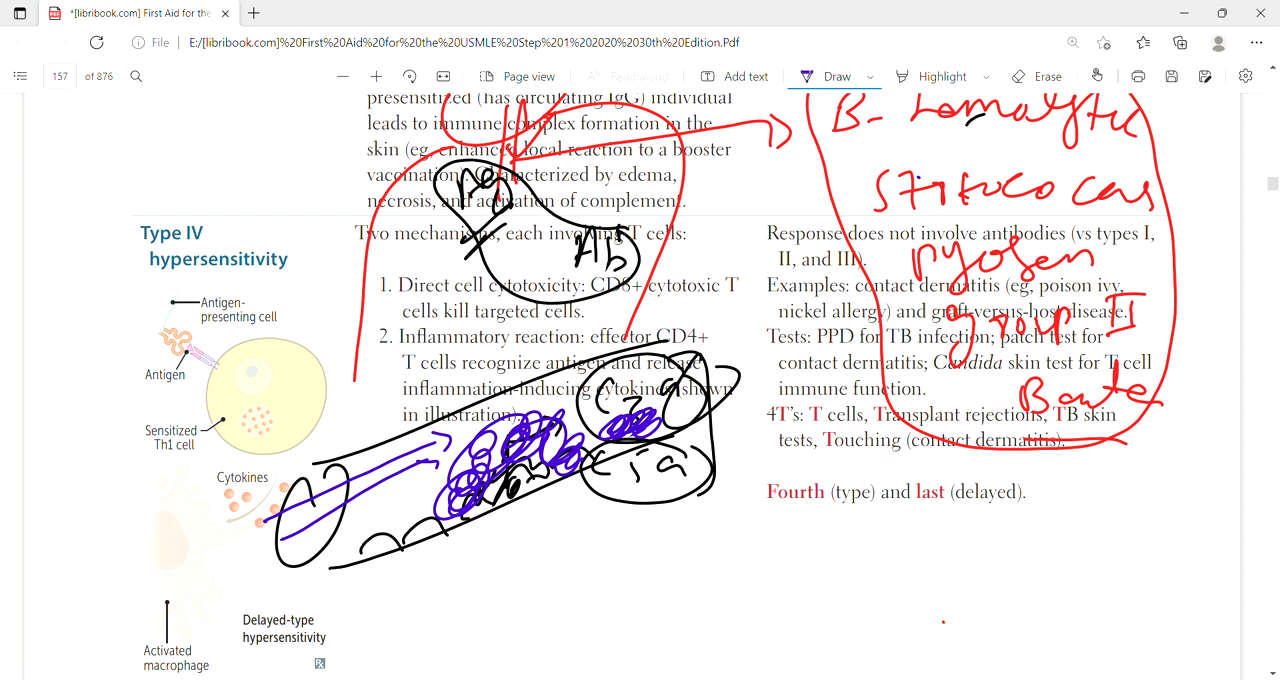 *[libribook.com] First Aid for the
File E:/[libribook.com]%20First%20Aid%20for%20the%20USMLE%20Step%201%202020%2030th%20Edition.Pdf
157 of 876 Page view Read aloud Add text Draw Highlight Erase
presensitized (has circulating IgG) individual
leads to immune complex formation in the
skin (eg, enhanced local reaction to a booster
vaccination). Characterized by edema,
necrosis, and activation of complement.
Ag
Ab
B- hemolytic
pyogen
group II
Type IV
hypersensitivity
Antigen-
presenting cell
Antigen
Sensitized
Th1 cell
Cytokines
Activated
macrophage
Delayed-type
hypersensitivity
Rx
Two mechanisms, each involving T cells:
1. Direct cell cytotoxicity: CD8+ cytotoxic T
cells kill targeted cells.
2. Inflammatory reaction: effector CD4+
T cells recognize antigen and release
inflammation-inducing cytokines (shown
in illustration).
C3a
C5a
Response does not involve antibodies (vs types I,
II, and III).
Examples: contact dermatitis (eg, poison ivy,
nickel allergy) and graft-versus-host disease.
Tests: PPD for TB infection; patch test for
contact dermatitis; Candida skin test for T cell
immune function.
4T's: T cells, Transplant rejections, TB skin
tests, Touching (contact dermatitis).
Fourth (type) and last (delayed).